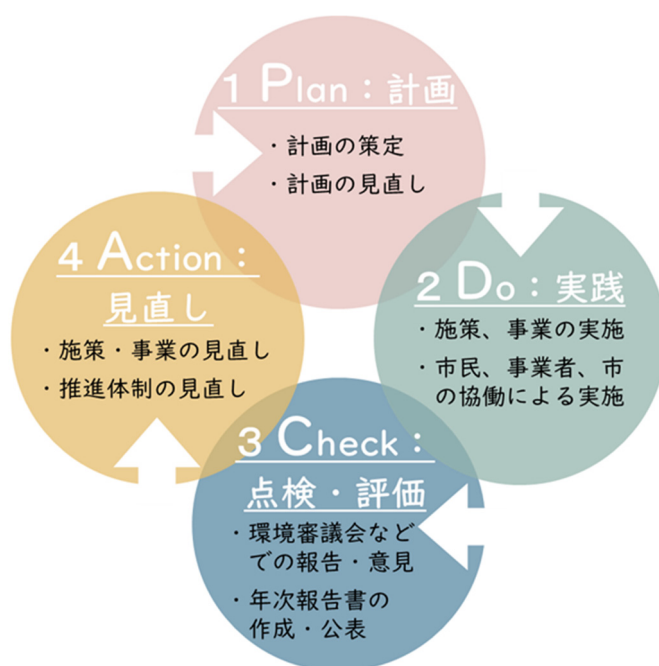 1 Plan：計画
・計画の策定
・計画の見直し
2 Do：実践
・施策、事業の実施
・市民、事業者、市
の協働による実施
3 Check：
点検・評価
・環境審議会など
での報告・意見
・年次報告書の
作成・公表
4 Action：
見直し
・施策・事業の見直し
・推進体制の見直し